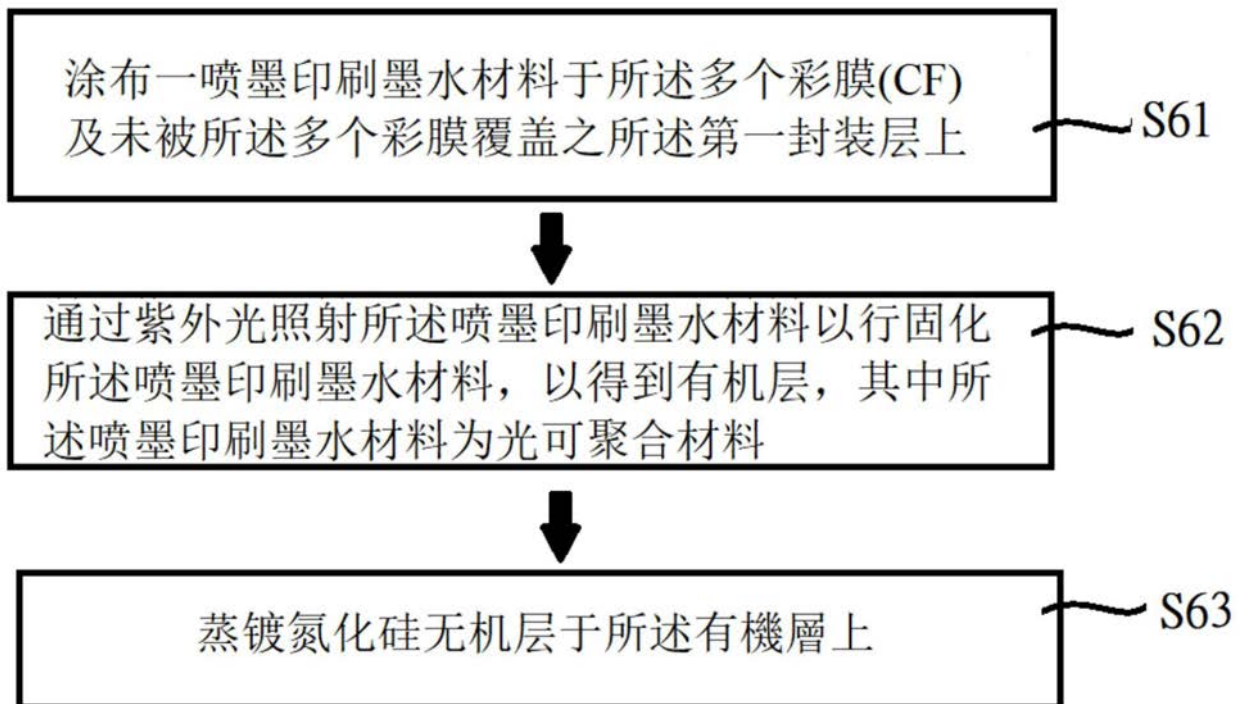 涂布一喷墨印刷墨水材料于所述多个彩膜(CF)
及未被所述多个彩膜覆盖之所述第一封装层上
S61
通过紫外光照射所述喷墨印刷墨水材料以行固化
所述喷墨印刷墨水材料，以得到有机层，其中所
述喷墨印刷墨水材料为光可聚合材料
S62
蒸镀氮化硅无机层于所述有機層上
S63